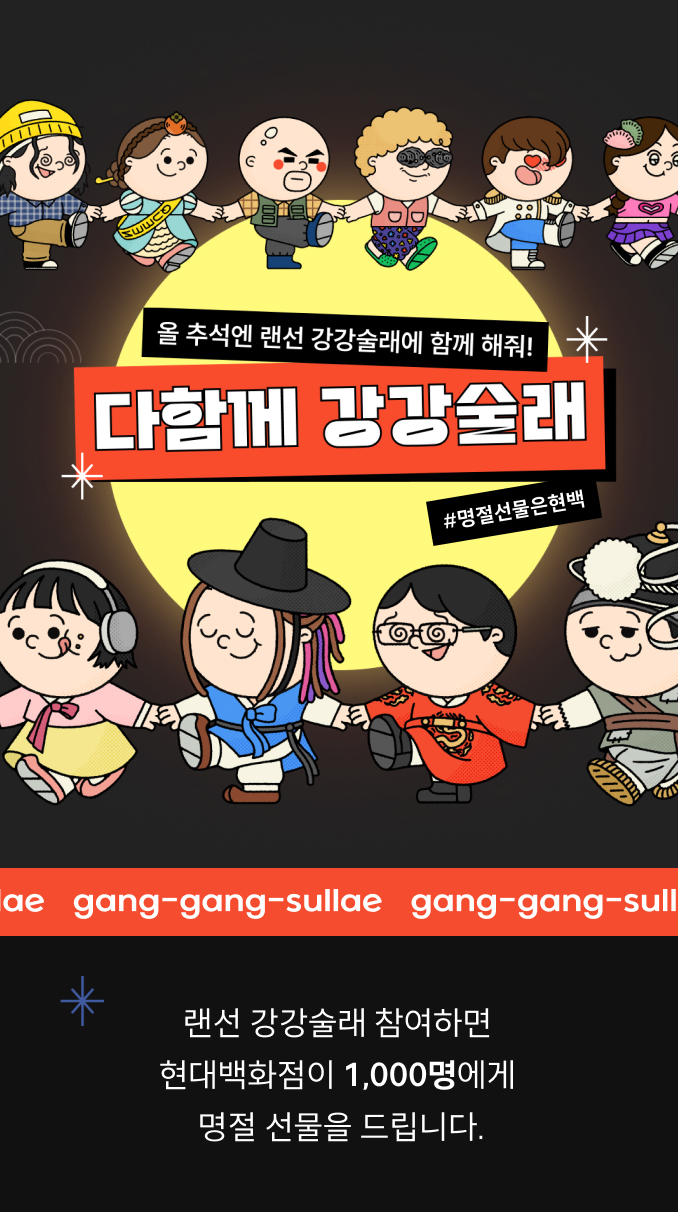 올 추석엔 랜선 강강술래에 함께 해줘!
다함께 강강술래
#명절선물은현백
lae gang-gang-sullae gang-gang-sull
랜선 강강술래 참여하면
현대백화점이 1,000명에게
명절 선물을 드립니다.